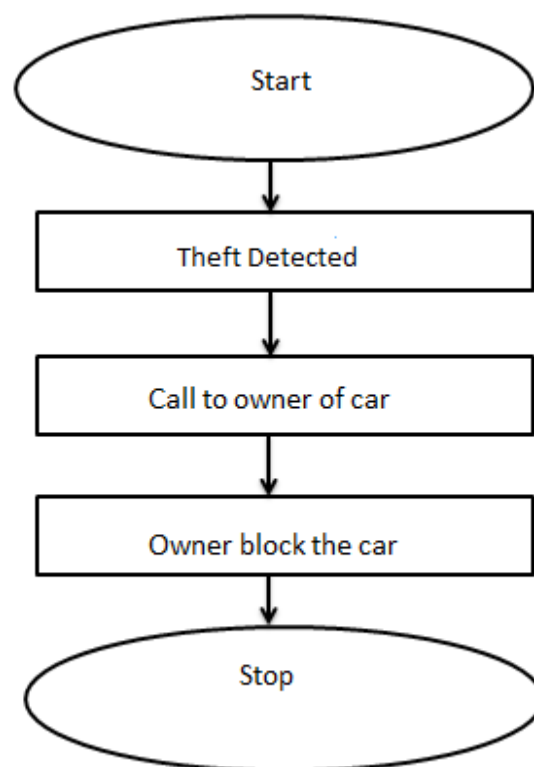 Start
Theft Detected
Call to owner of car
Owner block the car
Stop